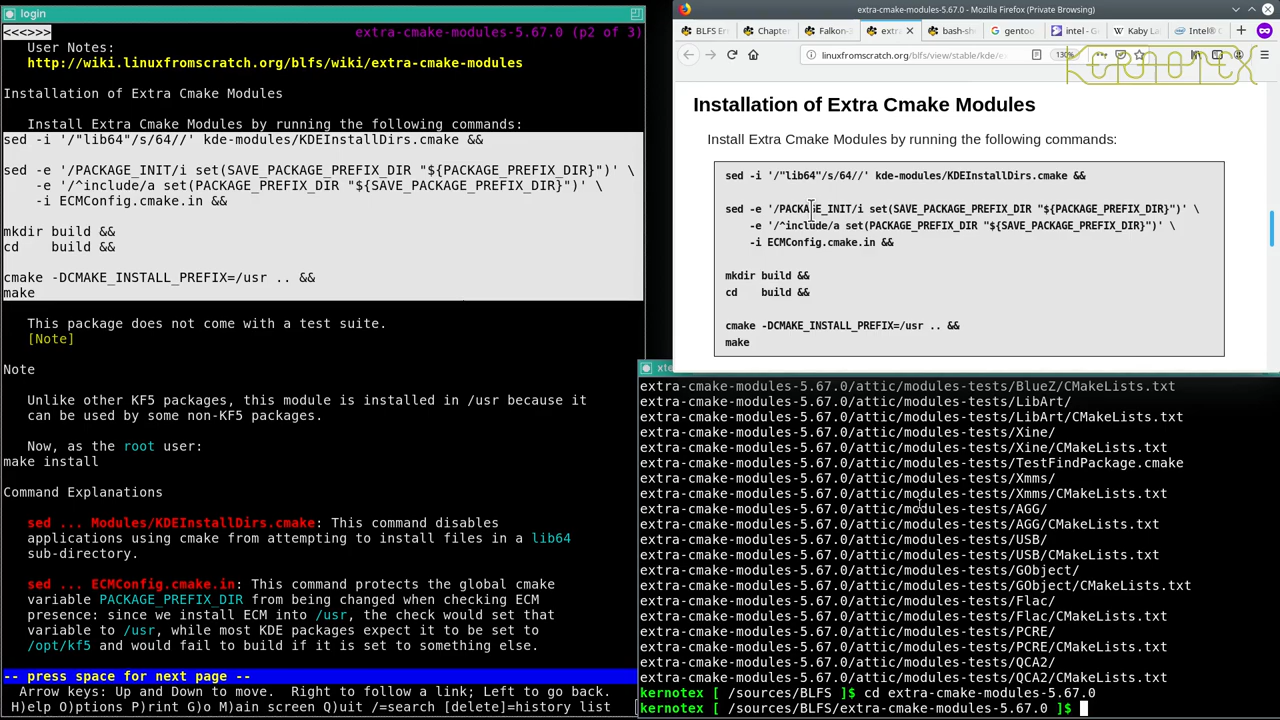 login
<<<>>> extra-cmake-modules-5.67.0 (p2 of 3)
User Notes:
http://wiki.linuxfromscratch.org/blfs/wiki/extra-cmake-modules
Installation of Extra Cmake Modules
Install Extra Cmake Modules by running the following commands:
sed -i '/"lib64"/s/64//' kde-modules/KDEInstallDirs.cmake &&
sed -e '/PACKAGE_INIT/i set(SAVE_PACKAGE_PREFIX_DIR "${PACKAGE_PREFIX_DIR}")' \
-e '/^include/a set(PACKAGE_PREFIX_DIR "${SAVE_PACKAGE_PREFIX_DIR}")' \
-i ECMConfig.cmake.in &&
mkdir build &&
cd    build &&
cmake -DCMAKE_INSTALL_PREFIX=/usr .. &&
make
This package does not come with a test suite.
[Note]
Note
Unlike other KF5 packages, this module is installed in /usr because it
can be used by some non-KF5 packages.
Now, as the root user:
make install
Command Explanations
sed ... Modules/KDEInstallDirs.cmake: This command disables
applications using cmake from attempting to install files in a lib64
sub-directory.
sed ... ECMConfig.cmake.in: This command protects the global cmake
variable PACKAGE_PREFIX_DIR from being changed when checking ECM
presence: since we install ECM into /usr, the check would set that
variable to /usr, while most KDE packages expect it to be set to
/opt/kf5 and would fail to build if it is set to something else.
-- press space for next page --
Arrow keys: Up and Down to move.  Right to follow a link; Left to go back.
H)elp O)ptions P)rint G)o M)ain screen Q)uit /=search [delete]=history list
extra-cmake-modules-5.67.0 - Mozilla Firefox (Private Browsing)
BLFS Er
Chapter
Falkon-
extra
bash-sh
gentoo
intel - G
Kaby La
Intel® C
linuxfromscratch.org/blfs/view/stable/kde/e
130%
KERNOTEX
Installation of Extra Cmake Modules
Install Extra Cmake Modules by running the following commands:
sed -i '/"lib64"/s/64//' kde-modules/KDEInstallDirs.cmake &&
sed -e '/PACKAGE_INIT/i set(SAVE_PACKAGE_PREFIX_DIR "${PACKAGE_PREFIX_DIR}")' \
-e '/^include/a set(PACKAGE_PREFIX_DIR "${SAVE_PACKAGE_PREFIX_DIR}")' \
-i ECMConfig.cmake.in &&
mkdir build &&
cd    build &&
cmake -DCMAKE_INSTALL_PREFIX=/usr .. &&
make
extra-cmake-modules-5.67.0/attic/modules-tests/BlueZ/CMakeLists.txt
extra-cmake-modules-5.67.0/attic/modules-tests/LibArt/
extra-cmake-modules-5.67.0/attic/modules-tests/LibArt/CMakeLists.txt
extra-cmake-modules-5.67.0/attic/modules-tests/Xine/
extra-cmake-modules-5.67.0/attic/modules-tests/Xine/CMakeLists.txt
extra-cmake-modules-5.67.0/attic/modules-tests/TestFindPackage.cmake
extra-cmake-modules-5.67.0/attic/modules-tests/Xmms/
extra-cmake-modules-5.67.0/attic/modules-tests/Xmms/CMakeLists.txt
extra-cmake-modules-5.67.0/attic/modules-tests/AGG/
extra-cmake-modules-5.67.0/attic/modules-tests/AGG/CMakeLists.txt
extra-cmake-modules-5.67.0/attic/modules-tests/USB/
extra-cmake-modules-5.67.0/attic/modules-tests/USB/CMakeLists.txt
extra-cmake-modules-5.67.0/attic/modules-tests/GObject/
extra-cmake-modules-5.67.0/attic/modules-tests/GObject/CMakeLists.txt
extra-cmake-modules-5.67.0/attic/modules-tests/Flac/
extra-cmake-modules-5.67.0/attic/modules-tests/Flac/CMakeLists.txt
extra-cmake-modules-5.67.0/attic/modules-tests/PCRE/
extra-cmake-modules-5.67.0/attic/modules-tests/PCRE/CMakeLists.txt
extra-cmake-modules-5.67.0/attic/modules-tests/QCA2/
extra-cmake-modules-5.67.0/attic/modules-tests/QCA2/CMakeLists.txt
kernotex [ /sources/BLFS ]$ cd extra-cmake-modules-5.67.0
kernotex [ /sources/BLFS/extra-cmake-modules-5.67.0 ]$